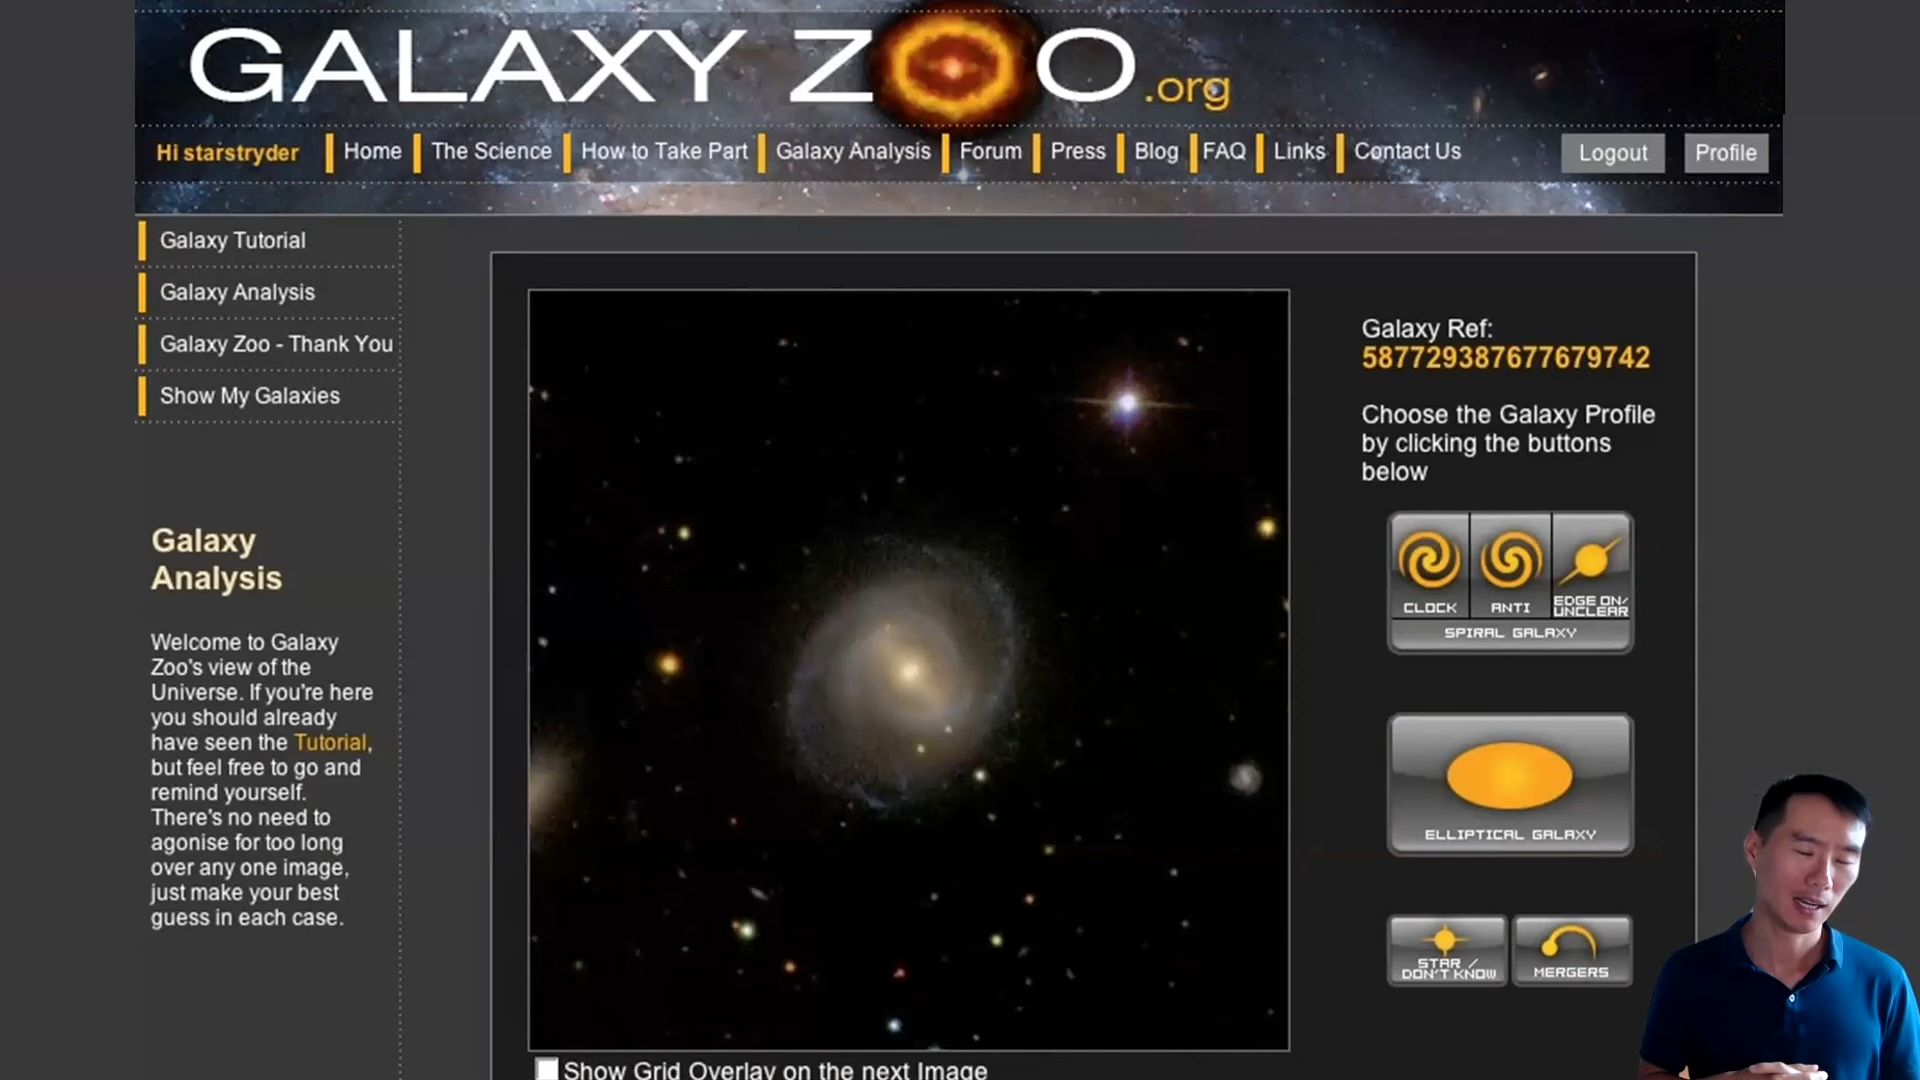 GALAXY ZOO.org
Hi starstryder
Home
The Science
How to Take Part
Galaxy Analysis
Forum
Press
Blog
FAQ
Links
Contact Us
Logout
Profile
Galaxy Tutorial
Galaxy Analysis
Galaxy Zoo - Thank You
Show My Galaxies
Galaxy
Analysis
Welcome to Galaxy
Zoo's view of the
Universe. If you're here
you should already
have seen the Tutorial,
but feel free to go and
remind yourself.
There's no need to
agonise for too long
over any one image,
just make your best
guess in each case.
Galaxy Ref:
587729387677679742
Choose the Galaxy Profile
by clicking the buttons
below
CLOCK
ANTI
EDGE ON/
UNCLEAR
SPIRAL GALAXY
ELLIPTICAL GALAXY
STAR /
DON'T KNOW
MERGERS
Show Grid Overlay on the next Image